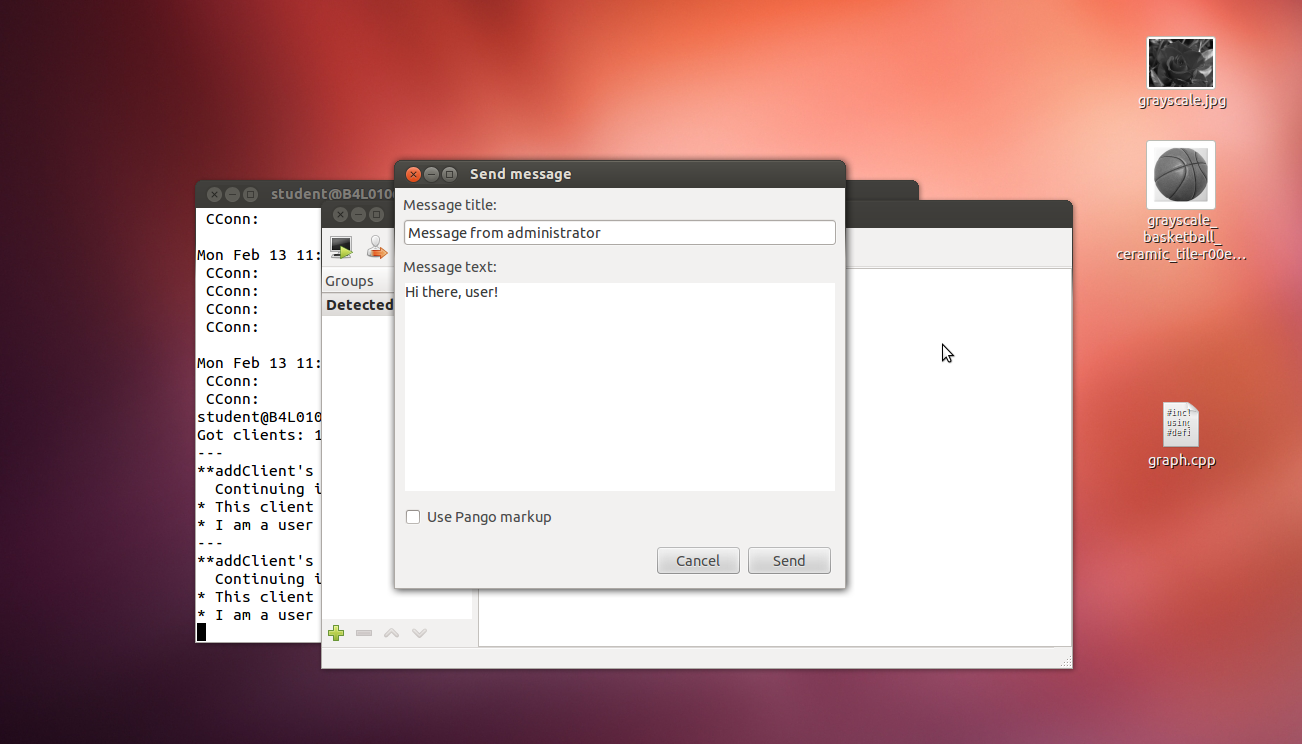 Send message
Message title:
Message from administrator
Message text:
Hi there, user!
Use Pango markup
Cancel
Send
student@B4L010
CConn:
Mon Feb 13 11:
CConn:
CConn:
CConn:
CConn:
Mon Feb 13 11:
CConn:
CConn:
student@B4L010
Got clients: 1
---
**addClient's
Continuing i
* This client
* I am a user
---
**addClient's
Continuing i
* This client
* I am a user
Groups
Detected
grayscale.jpg
grayscale_
basketball_
ceramic_tile-r00e...
#incl
using
#defi
graph.cpp